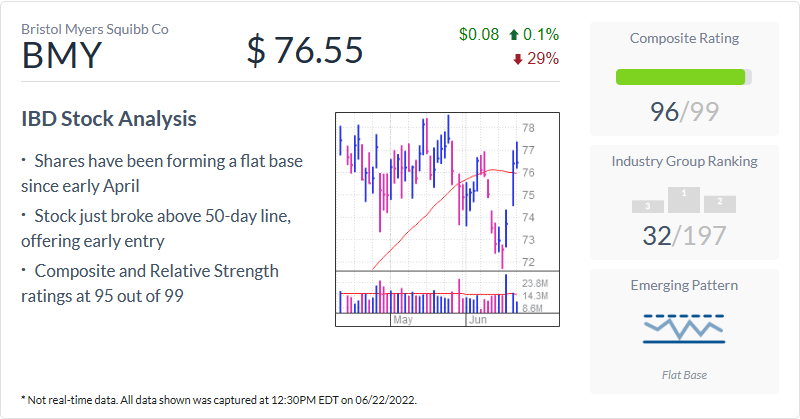 Bristol Myers Squibb Co
BMY
$ 76.55
$0.08 0.1%
29%
IBD Stock Analysis
· Shares have been forming a flat base
since early April
· Stock just broke above 50-day line,
offering early entry
· Composite and Relative Strength
ratings at 95 out of 99
78
77
76
75
74
73
72
23.8M
14.3M
8.6M
May Jun
Composite Rating
96/99
Industry Group Ranking
3 1 2
32/197
Emerging Pattern
Flat Base
* Not real-time data. All data shown was captured at 12:30PM EDT on 06/22/2022.